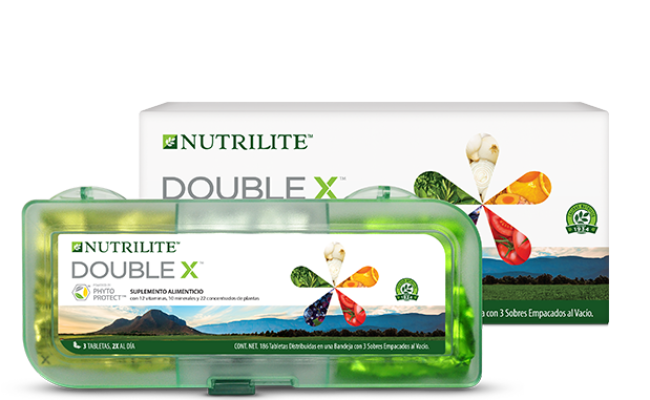 NUTRILITE™
DOUBLE X™
1934
con 3 Sobres Empacados al Vacío.
NUTRILITE™
DOUBLE X™
PHYTO
PROTECT™
SUPLEMENTO ALIMENTICIO
con 12 vitaminas, 10 minerales y 22 concentrados de plantas
3 TABLETAS, 2X AL DÍA
CONT. NET. 186 Tabletas Distribuidas en una Bandeja con 3 Sobres Empacados al Vacío.